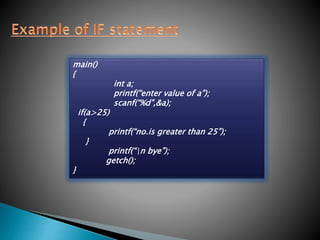 Example of IF statement
main()
{
int a;
printf("enter value of a");
scanf("%d",&a);
if(a>25)
{
printf("no.is greater than 25");
}
printf("\n bye");
getch();
}